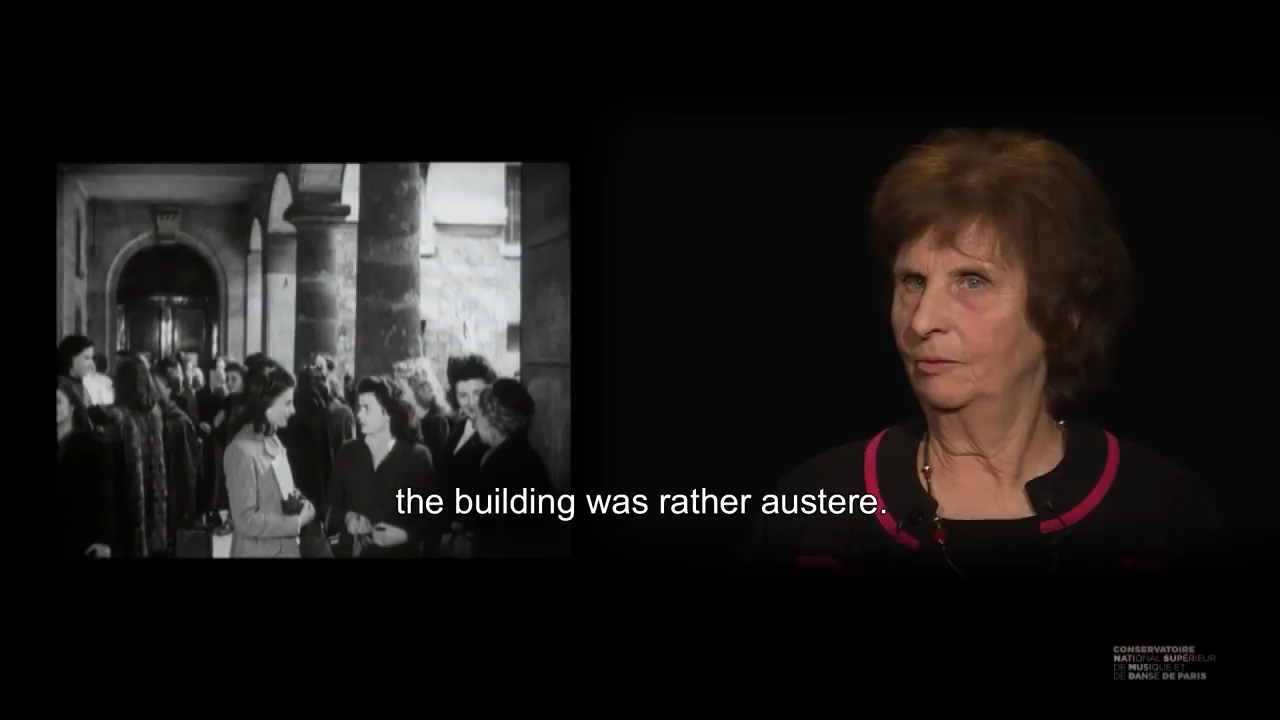 the building was rather austere.
CONSERVATOIRE
NATIONAL SUPÉRIEUR
DE MUSIQUE ET
DE DANSE DE PARIS